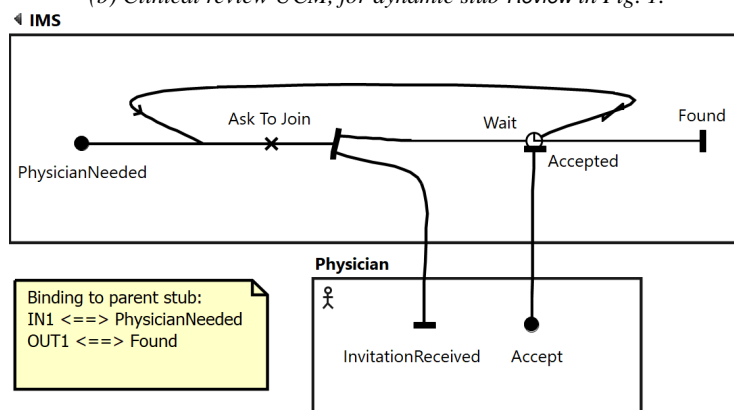 (b) Clinical review UCM, for dynamic stub Review in Fig. 1.
IMS
Ask To Join
Wait
Found
PhysicianNeeded
Accepted
Physician
Binding to parent stub:
IN1 <==> PhysicianNeeded
OUT1 <==> Found
InvitationReceived
Accept